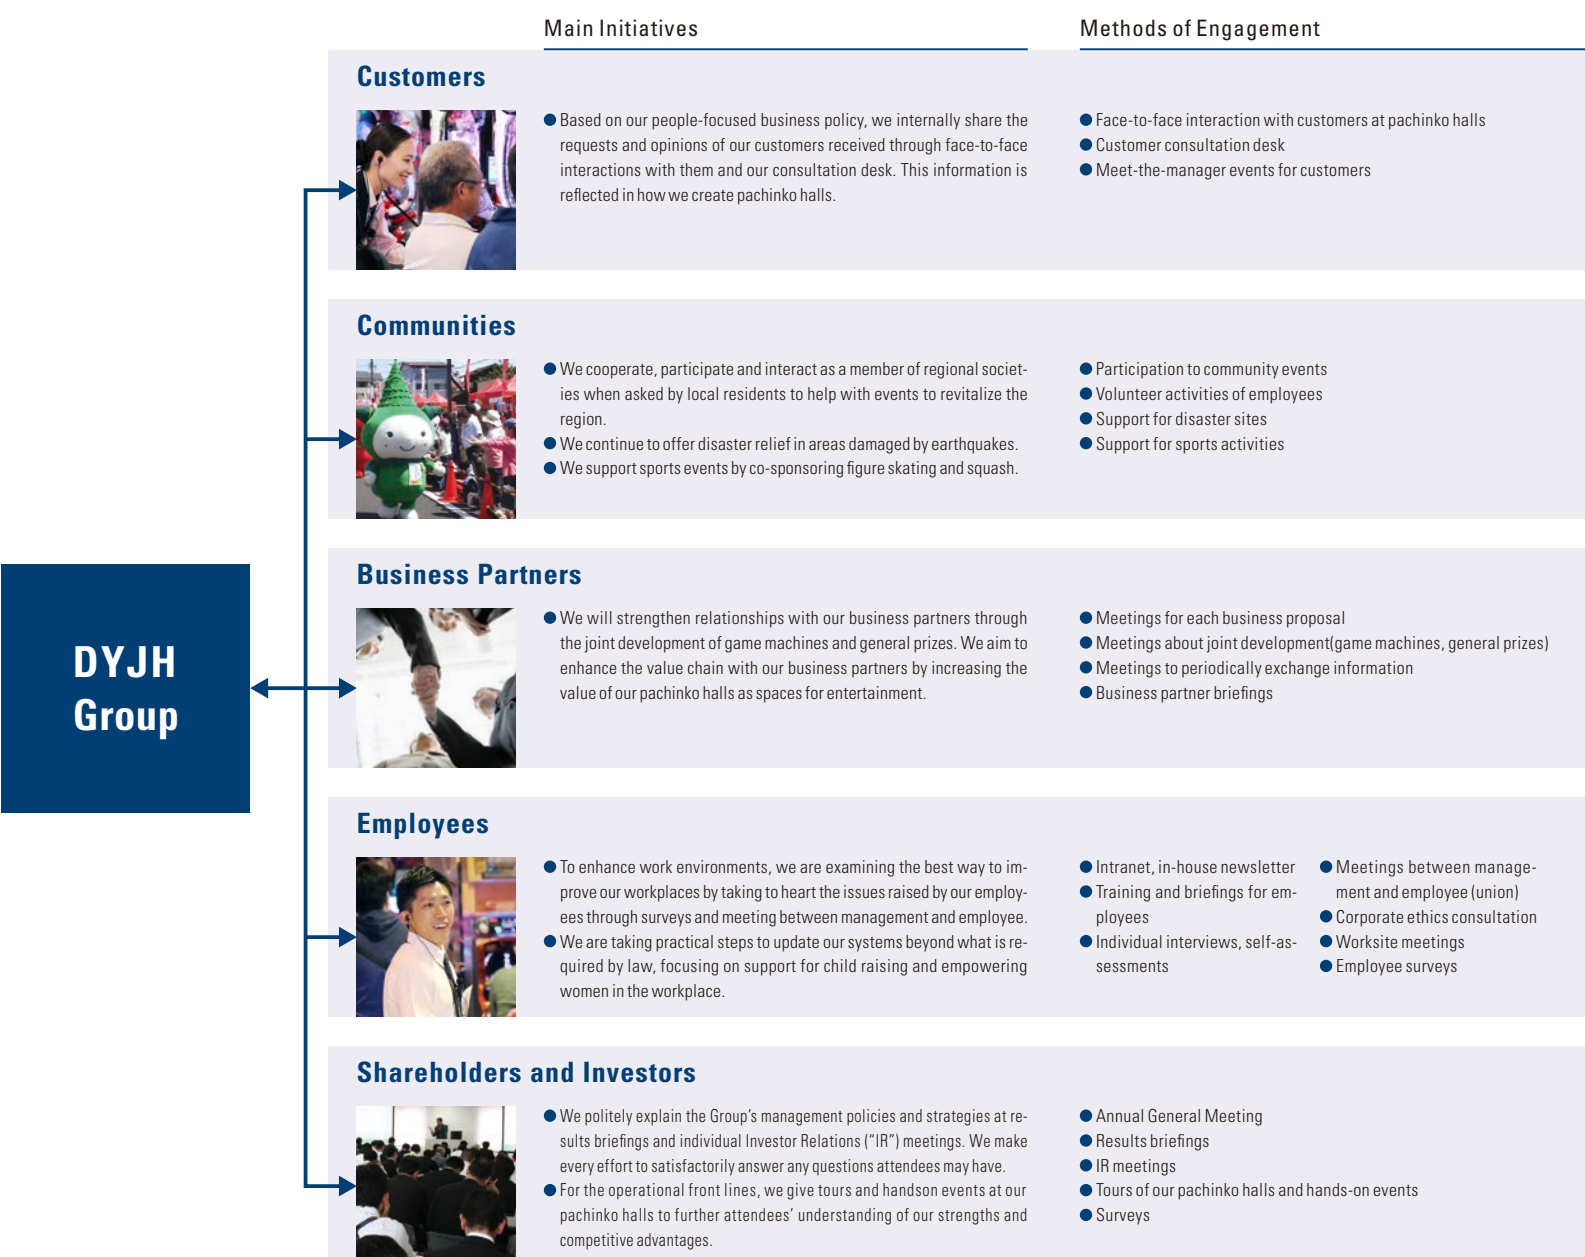 Main Initiatives
Methods of Engagement
Customers
● Based on our people-focused business policy, we internally share the
requests and opinions of our customers received through face-to-face
interactions with them and our consultation desk. This information is
reflected in how we create pachinko halls.
● Face-to-face interaction with customers at pachinko halls
● Customer consultation desk
● Meet-the-manager events for customers
Communities
● We cooperate, participate and interact as a member of regional societ-
ies when asked by local residents to help with events to revitalize the
region.
● We continue to offer disaster relief in areas damaged by earthquakes.
● We support sports events by co-sponsoring figure skating and squash.
● Participation to community events
● Volunteer activities of employees
● Support for disaster sites
● Support for sports activities
DYJH
Group
Business Partners
● We will strengthen relationships with our business partners through
the joint development of game machines and general prizes. We aim to
enhance the value chain with our business partners by increasing the
value of our pachinko halls as spaces for entertainment.
● Meetings for each business proposal
● Meetings about joint development(game machines, general prizes)
● Meetings to periodically exchange information
● Business partner briefings
Employees
● To enhance work environments, we are examining the best way to im-
prove our workplaces by taking to heart the issues raised by our employ-
ees through surveys and meeting between management and employee.
● We are taking practical steps to update our systems beyond what is re-
quired by law, focusing on support for child raising and empowering
women in the workplace.
● Intranet, in-house newsletter
● Training and briefings for em-
ployees
● Individual interviews, self-as-
sessments
● Meetings between manage-
ment and employee (union)
● Corporate ethics consultation
● Worksite meetings
● Employee surveys
Shareholders and Investors
● We politely explain the Group's management policies and strategies at re-
sults briefings and individual Investor Relations ("IR") meetings. We make
every effort to satisfactorily answer any questions attendees may have.
● For the operational front lines, we give tours and handson events at our
pachinko halls to further attendees' understanding of our strengths and
competitive advantages.
● Annual General Meeting
● Results briefings
● IR meetings
● Tours of our pachinko halls and hands-on events
● Surveys